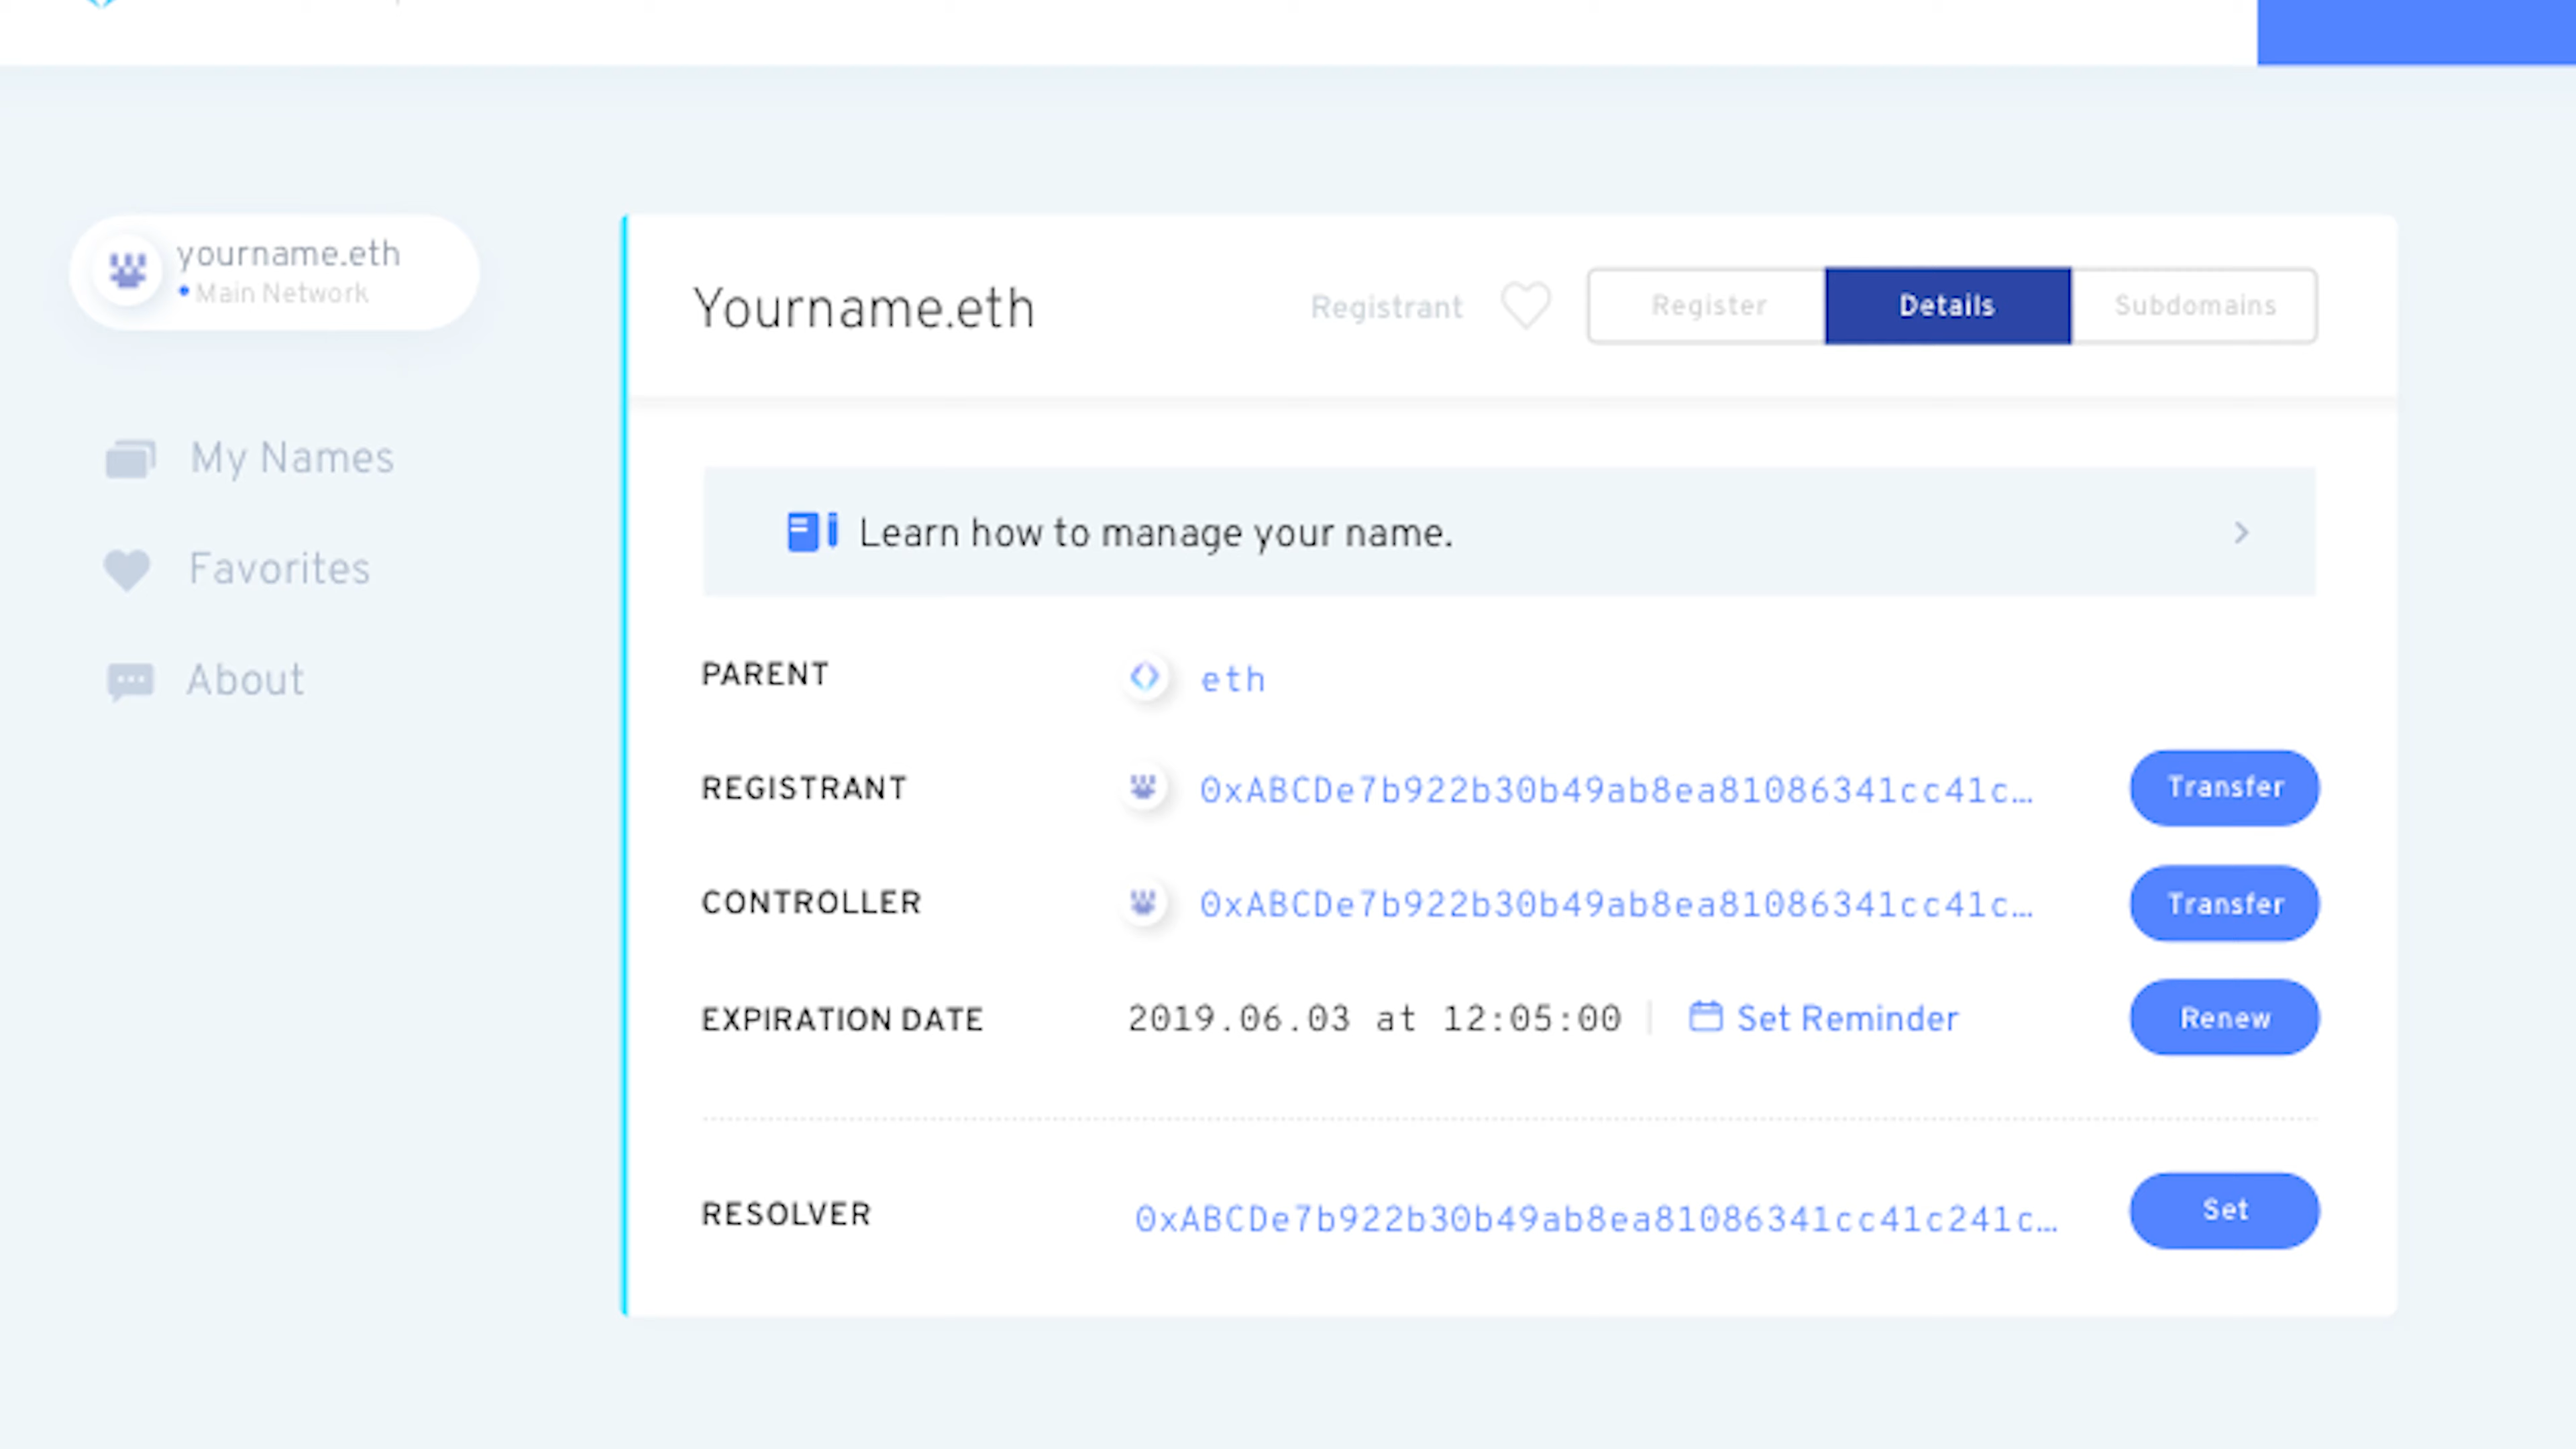 yourname.eth
Main Network
My Names
Favorites
About
Yourname.eth
Registrant
Register
Details
Subdomains
Learn how to manage your name.
PARENT
eth
REGISTRANT
0xABCDe7b922b30b49ab8ea81086341cc41c...
Transfer
CONTROLLER
0xABCDe7b922b30b49ab8ea81086341cc41c...
Transfer
EXPIRATION DATE
2019.06.03 at 12:05:00
Set Reminder
Renew
RESOLVER
0xABCDe7b922b30b49ab8ea81086341cc41c241c...
Set